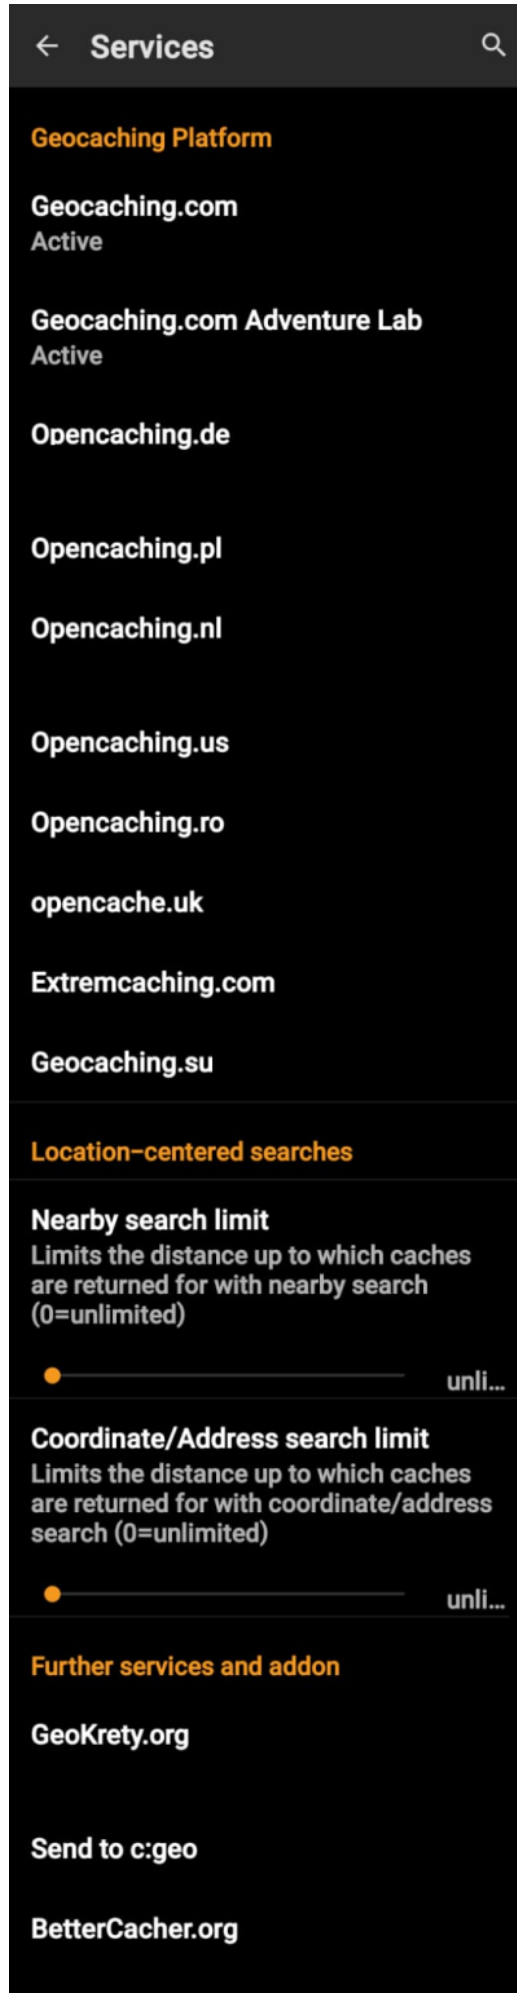 Services
Geocaching Platform
Geocaching.com
Active
Geocaching.com Adventure Lab
Active
Opencaching.de
Opencaching.pl
Opencaching.nl
Opencaching.us
Opencaching.ro
opencache.uk
Extremcaching.com
Geocaching.su
Location-centered searches
Nearby search limit
Limits the distance up to which caches
are returned for with nearby search
(0=unlimited)
unli...
Coordinate/Address search limit
Limits the distance up to which caches
are returned for with coordinate/address
search (0=unlimited)
unli...
Further services and addon
GeoKrety.org
Send to c:geo
BetterCacher.org